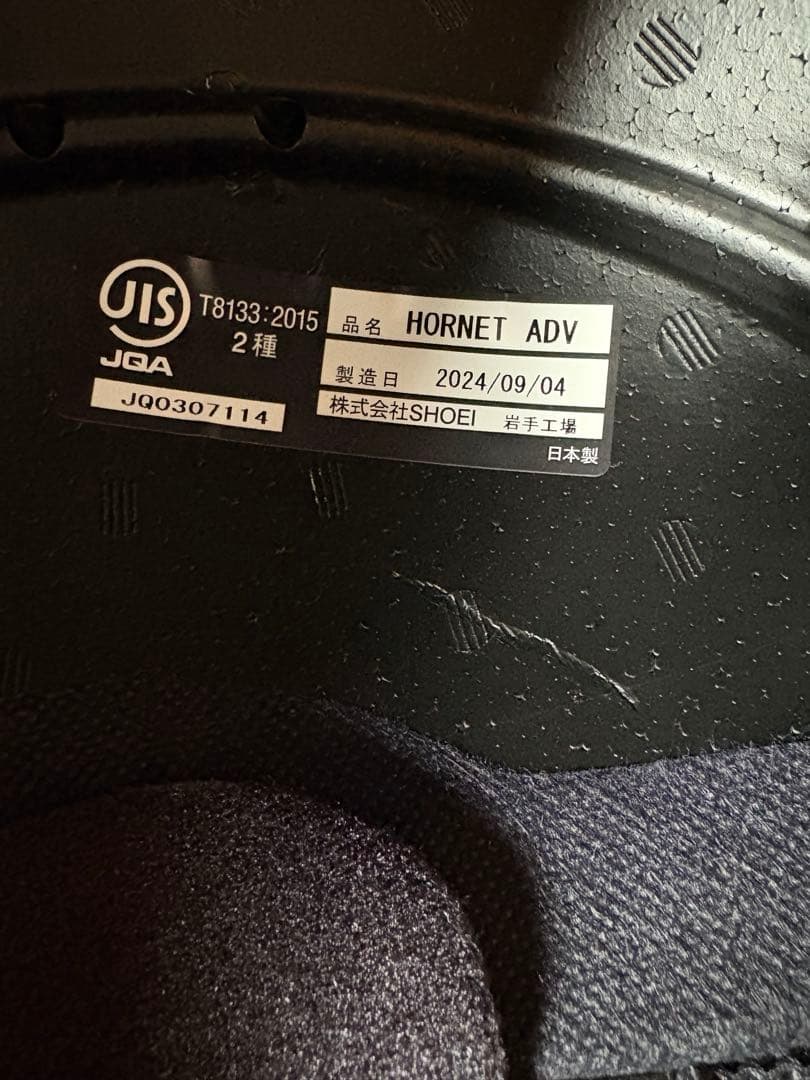 JIS
JQA
T8133:2015
2種
JQ0307114
品名 HORNET ADV
製造日 2024/09/04
株式会社SHOEI 岩手工場
日本製